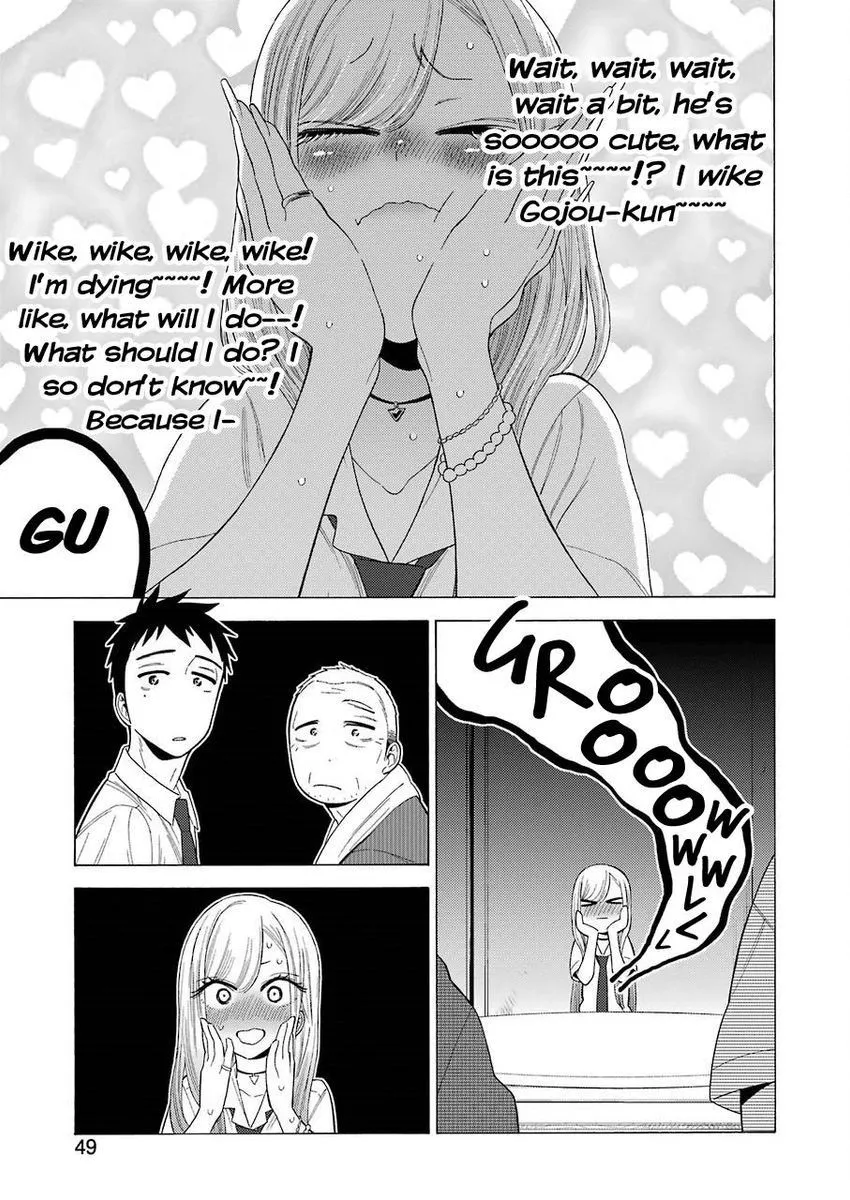 Wait, wait, wait,
wait a bit, he's
sooooo cute, what
is this~~~~!? I wike
Gojou-kun~~~~
Wike, wike, wike, wike!
I'm dying~~~~! More
like, what will I do--!
What should I do? I
so don't know~~!
Because I-
GU
GROOOOWWWLLL
49